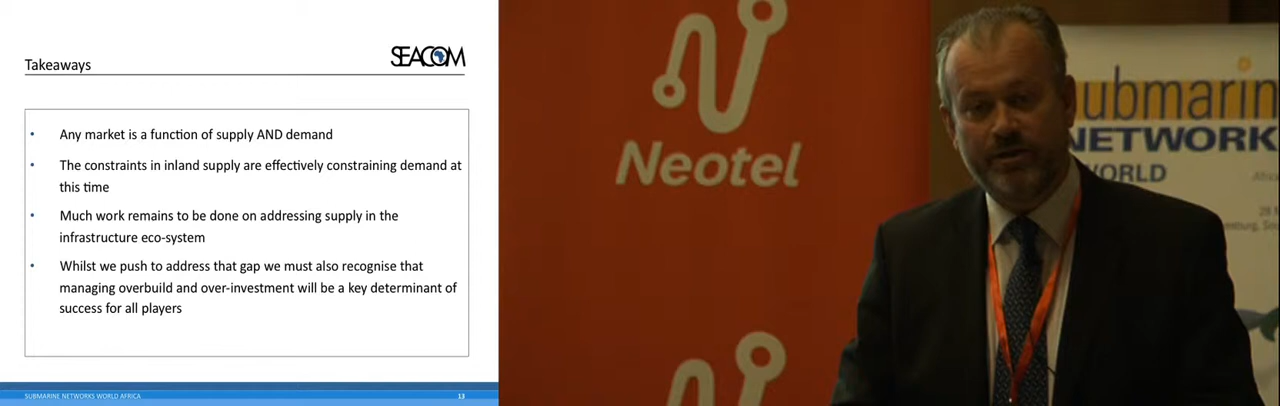 Takeaways
SEACOM
• Any market is a function of supply AND demand
• The constraints in inland supply are effectively constraining demand at
this time
• Much work remains to be done on addressing supply in the
infrastructure eco-system
• Whilst we push to address that gap we must also recognise that
managing overbuild and over-investment will be a key determinant of
success for all players
SUBMARINE NETWORKS WORLD AFRICA
13
Neotel
ubmarin
NETWORK
WORLD
28